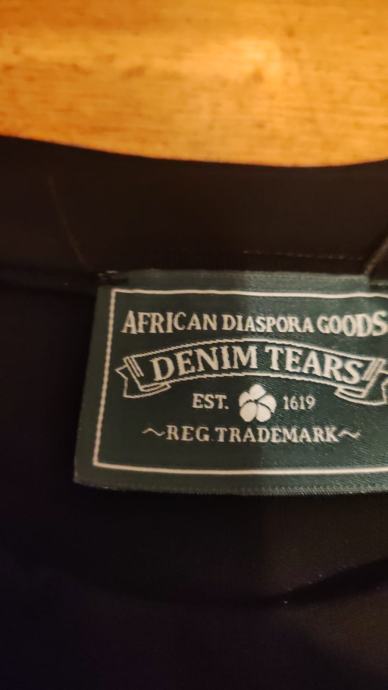 AFRICAN DIASPORA GOODS
DENIM TEARS
EST. 1619
~REG.TRADEMARK~